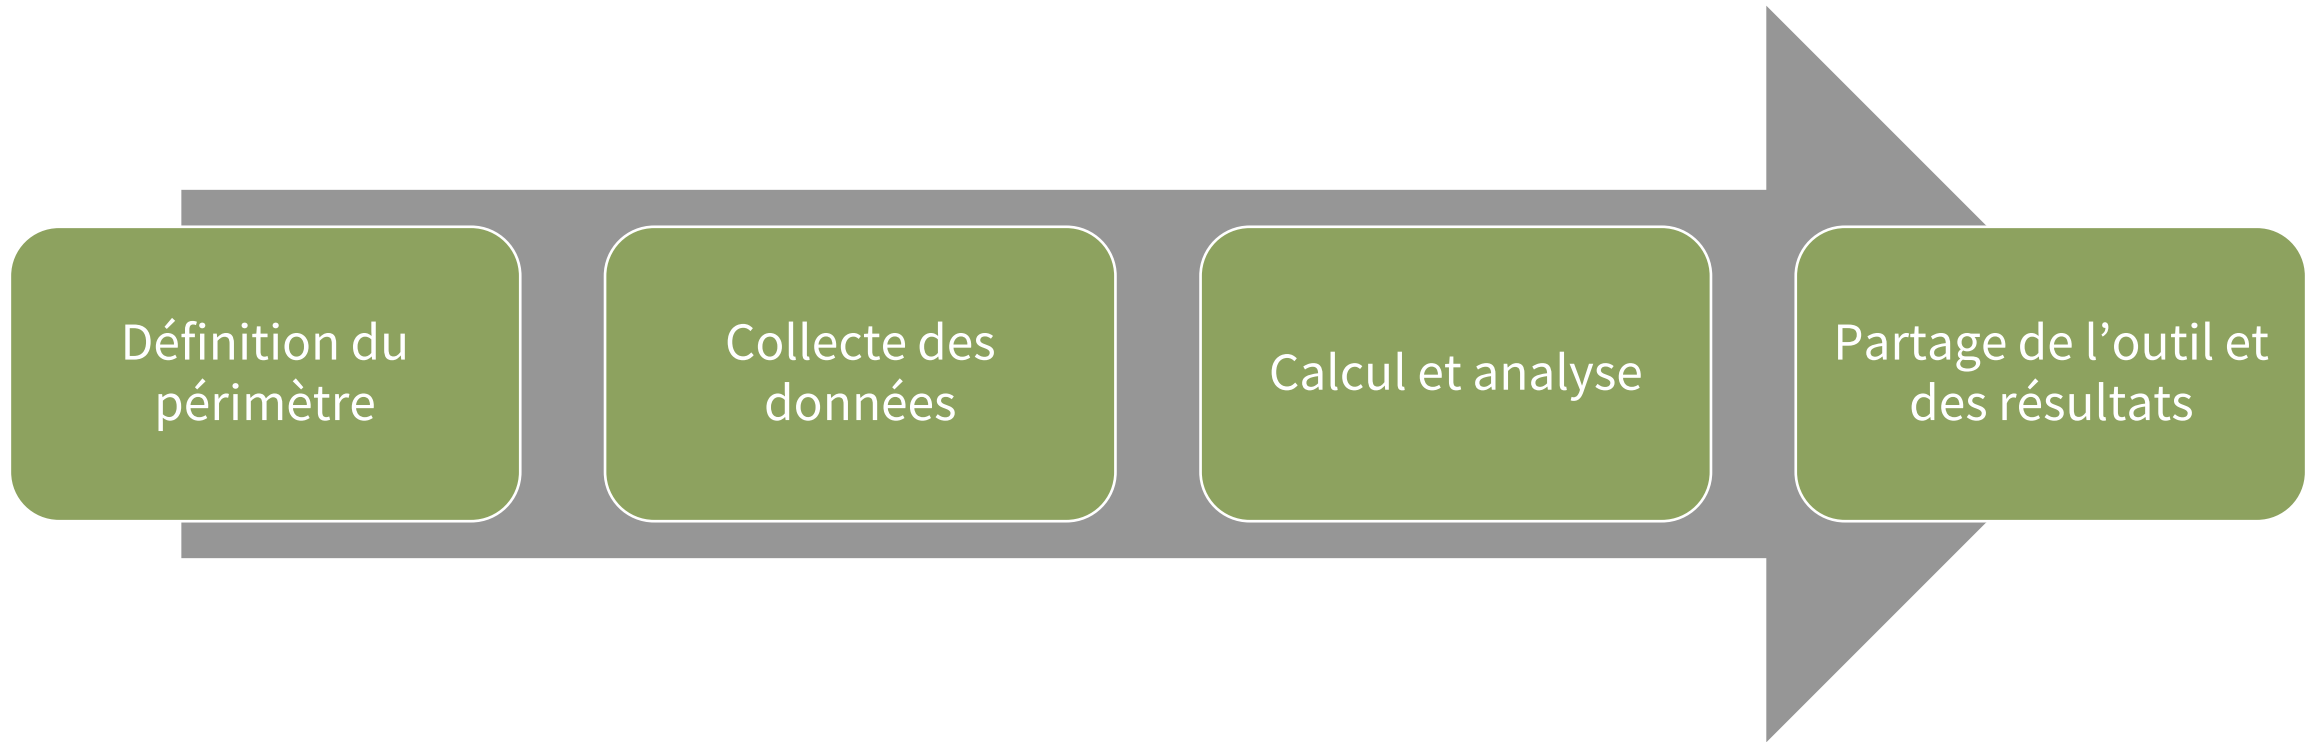 Définition du
périmètre
Collecte des
données
Calcul et analyse
Partage de l’outil et
des résultats